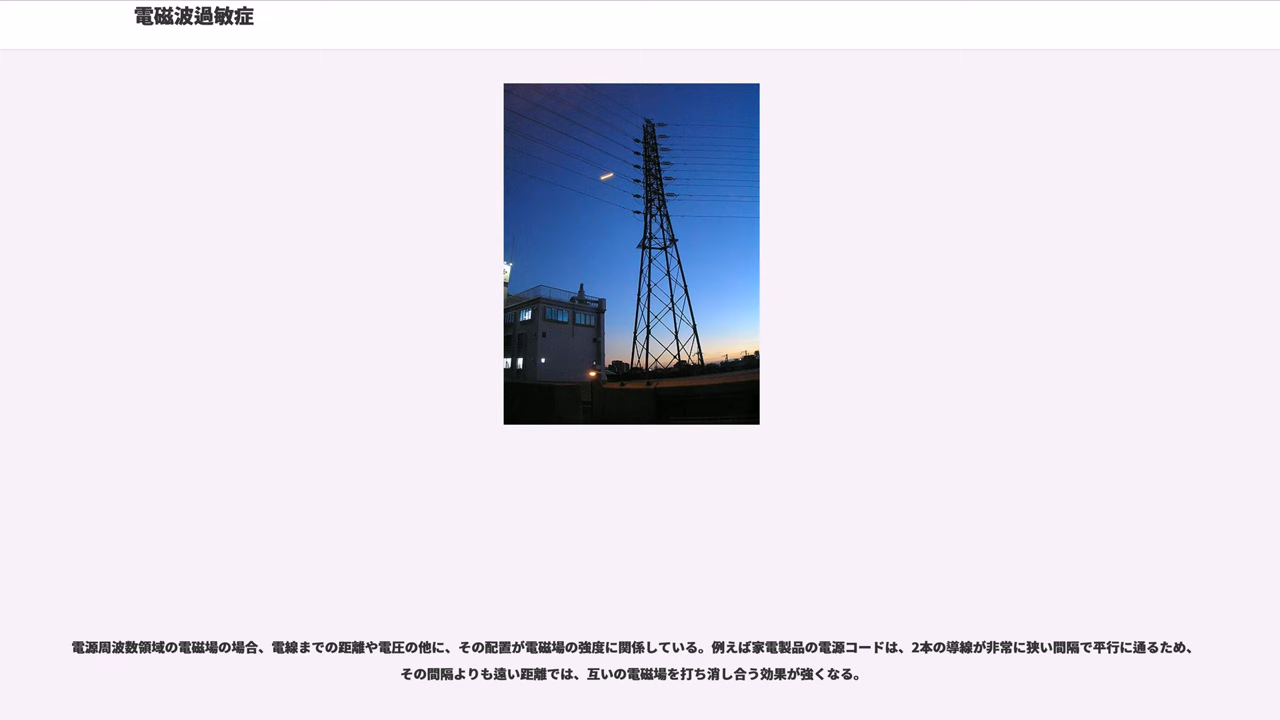 電磁波過敏症
電源周波数領域の電磁場の場合、電線までの距離や電圧の他に、その配置が電磁場の強度に関係している。例えば家電製品の電源コードは、2本の導線が非常に狭い間隔で平行に通るため、
その間隔よりも遠い距離では、互いの電磁場を打ち消し合う効果が強くなる。